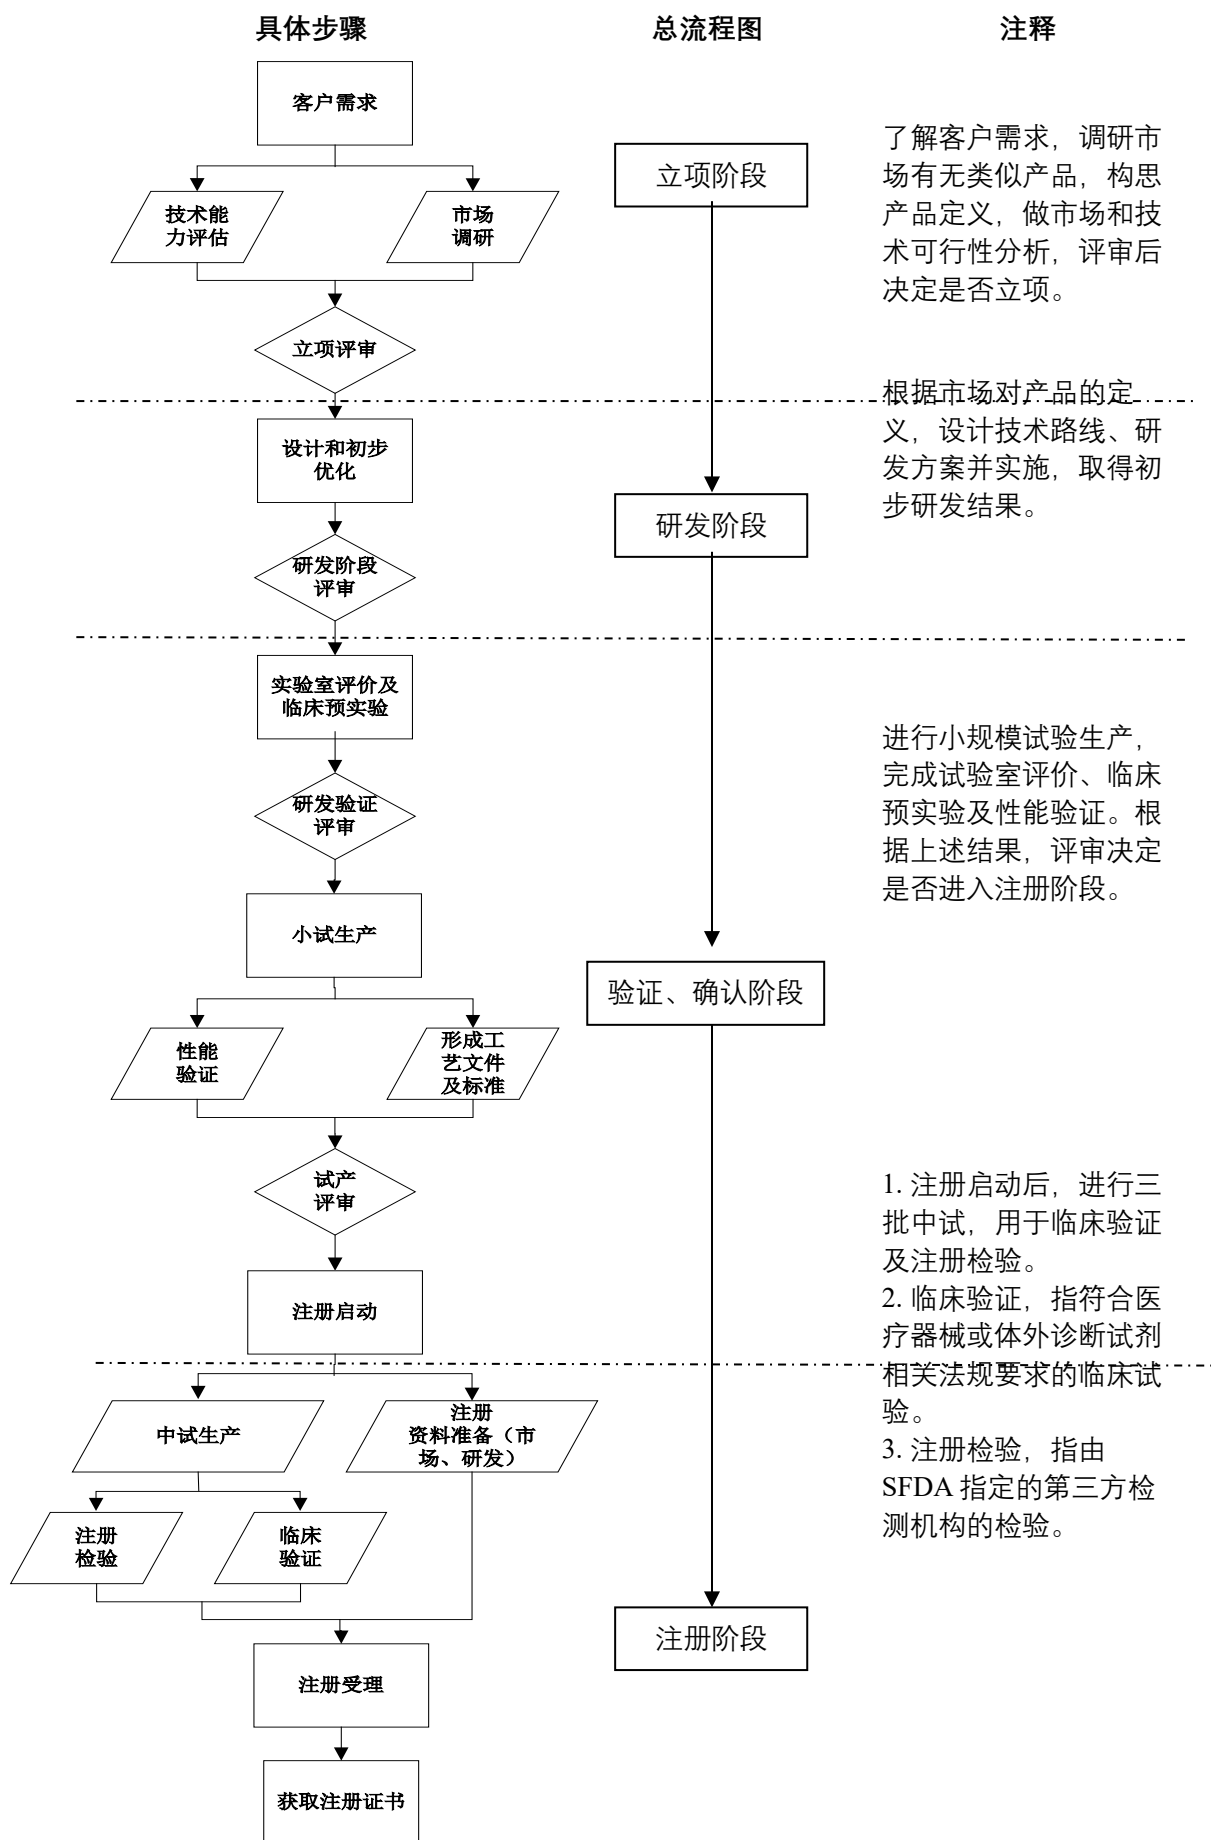 具体步骤
总流程图
注释
客户需求
技术能
力评估
市场
调研
立项评审
设计和初步
优化
研发阶段
评审
实验室评价及
临床预实验
研发验证
评审
小试生产
性能
验证
形成工
艺文件
及标准
试产
评审
注册启动
中试生产
注册
资料准备（市
场、研发）
注册
检验
临床
验证
注册受理
获取注册证书
立项阶段
研发阶段
验证、确认阶段
注册阶段
了解客户需求，调研市
场有无类似产品，构思
产品定义，做市场和技
术可行性分析，评审后
决定是否立项。
根据市场对产品的定
义，设计技术路线、研
发方案并实施，取得初
步研发结果。
进行小规模试验生产，
完成试验室评价、临床
预实验及性能验证。根
据上述结果，评审决定
是否进入注册阶段。
1. 注册启动后，进行三
批中试，用于临床验证
及注册检验。
2. 临床验证，指符合医
疗器械或体外诊断试剂
相关法规要求的临床试
验。
3. 注册检验，指由
SFDA 指定的第三方检
测机构的检验。